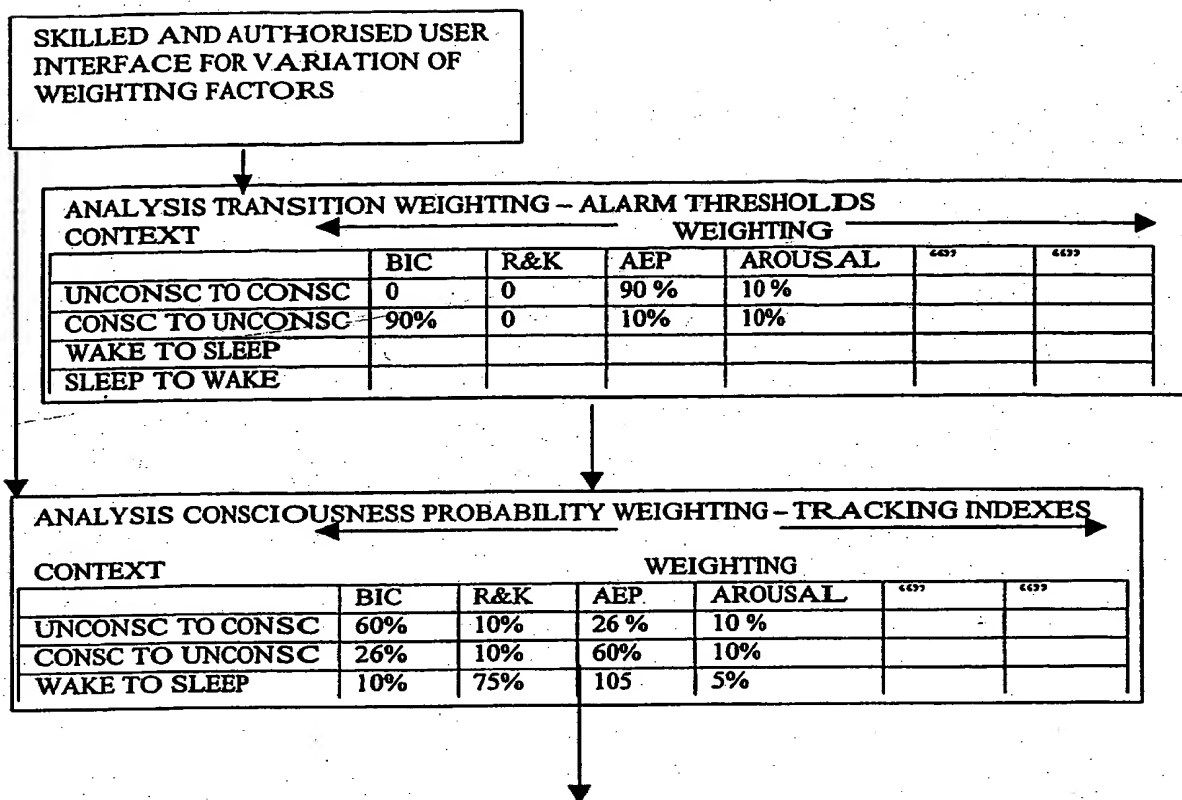 SKILLED AND AUTHORISED USER
INTERFACE FOR VARIATION OF
WEIGHTING FACTORS
ANALYSIS TRANSITION WEIGHTING – ALARM THRESHOLDS
CONTEXT WEIGHTING
BIC R&K AEP AROUSAL “” “”
UNCONSC TO CONSC 0 0 90 % 10 %
CONSC TO UNCONSC 90% 0 10% 10%
WAKE TO SLEEP
SLEEP TO WAKE
ANALYSIS CONSCIOUSNESS PROBABILITY WEIGHTING – TRACKING INDEXES
CONTEXT WEIGHTING
BIC R&K AEP AROUSAL “” “”
UNCONSC TO CONSC 60% 10% 26 % 10 %
CONSC TO UNCONSC 26% 10% 60% 10%
WAKE TO SLEEP 10% 75% 105 5%